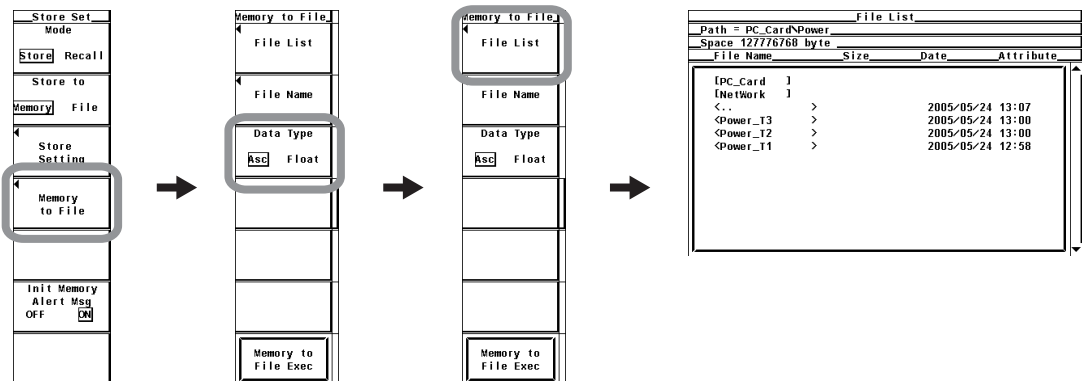 Store Set
Mode
Store Recall
Store to
Memory File
Store
Setting
Memory
to File
Init Memory
Alert Msg
OFF ON
Memory to File
File List
File Name
Data Type
Asc Float
Memory to
File Exec
Memory to File
File List
File Name
Data Type
Asc Float
Memory to
File Exec
File List
Path = PC_Card\Power
Space 127776768 byte
File Name Size Date Attribute
[PC_Card ]
[NetWork ]
<.. > 2005/05/24 13:07
<Power_T3 > 2005/05/24 13:00
<Power_T2 > 2005/05/24 13:00
<Power_T1 > 2005/05/24 12:58